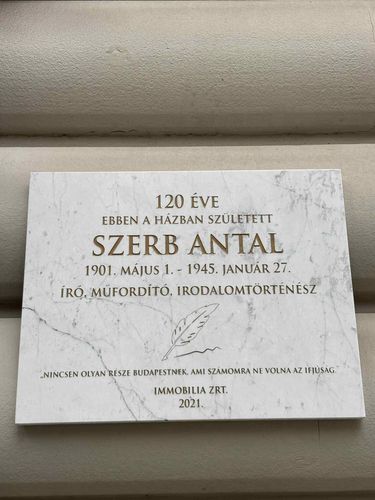 120 ÉVE
EBBEN A HÁZBAN SZÜLETETT
SZERB ANTAL
1901. MÁJUS 1. - 1945. JANUÁR 27.
ÍRÓ, MŰFORDÍTÓ, IRODALOMTÖRTÉNÉSZ
„NINCSEN OLYAN RÉSZE BUDAPESTNEK, AMI SZÁMOMRA NE VOLNA AZ IFJÚSÁG.”
IMMOBILIA ZRT.
2021.